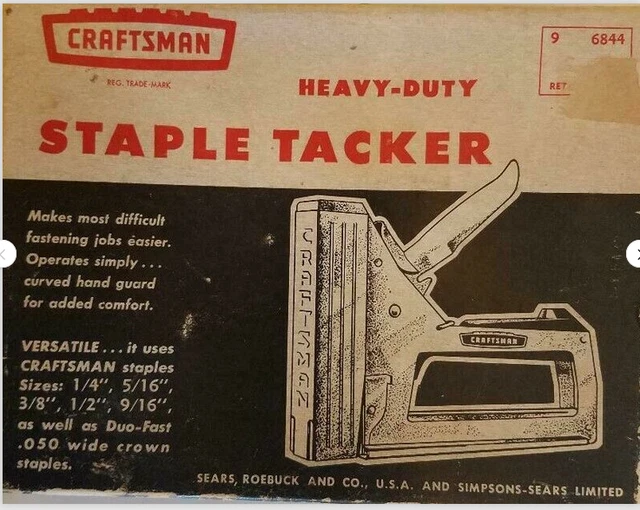 CRAFTSMAN
REG. TRADE-MARK
9 6844
RET
HEAVY-DUTY
STAPLE TACKER
Makes most difficult
fastening jobs easier.
Operates simply...
curved hand guard
for added comfort.
VERSATILE...it uses
CRAFTSMAN staples
Sizes: 1/4", 5/16",
3/8", 1/2", 9/16",
as well as Duo-Fast
.050 wide crown
staples.
CRAFTSMAN
CRAFTSMAN
SEARS, ROEBUCK AND CO., U.S.A. AND SIMPSONS-SEARS LIMITED